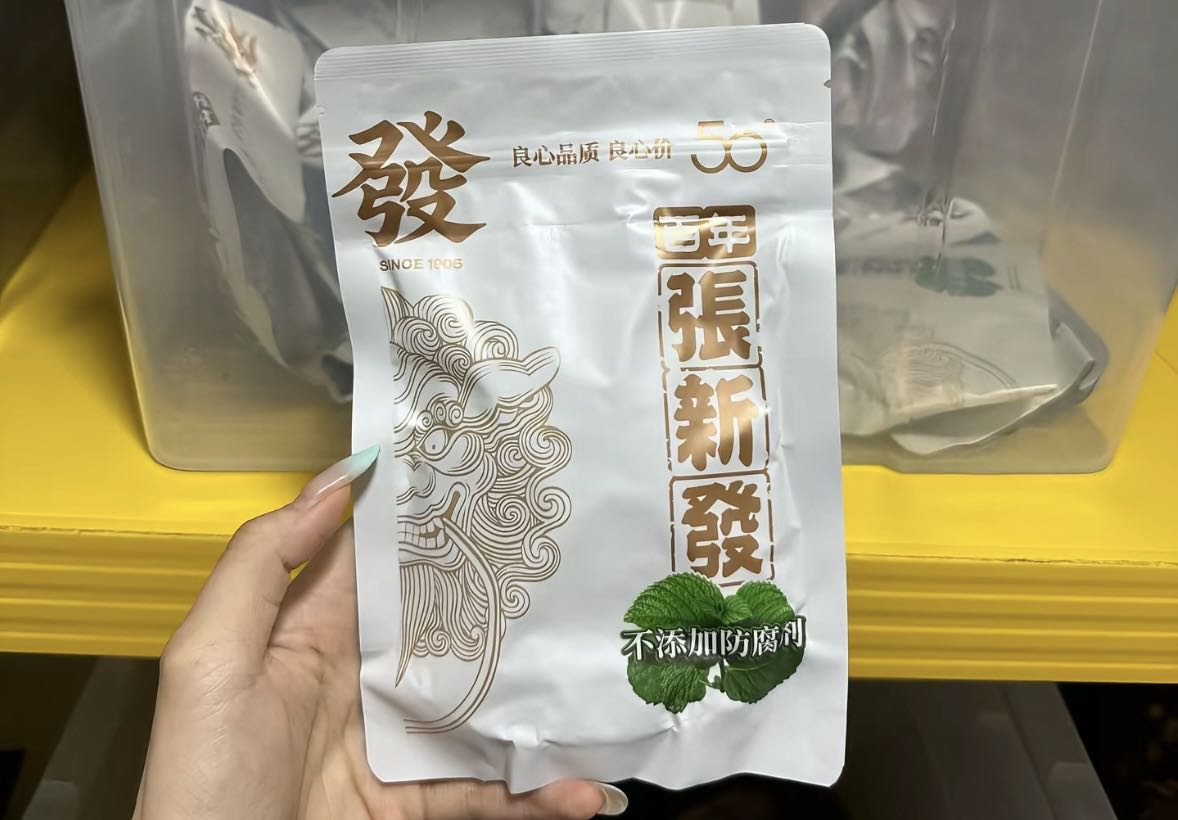 發
SINCE 1906
良心品质 良心价
50°
百年
張新發
不添加防腐剂